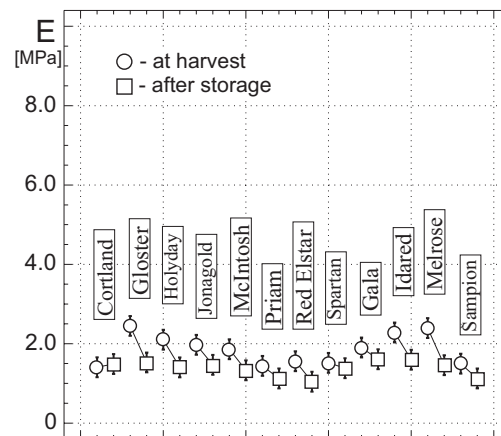 E
[MPa]
- at harvest
- after storage
8.0
6.0
4.0
2.0
0
Cortland
Gloster
Holyday
Jonagold
McIntosh
Priam
Red Elstar
Spartan
Gala
Idared
Melrose
Sampion